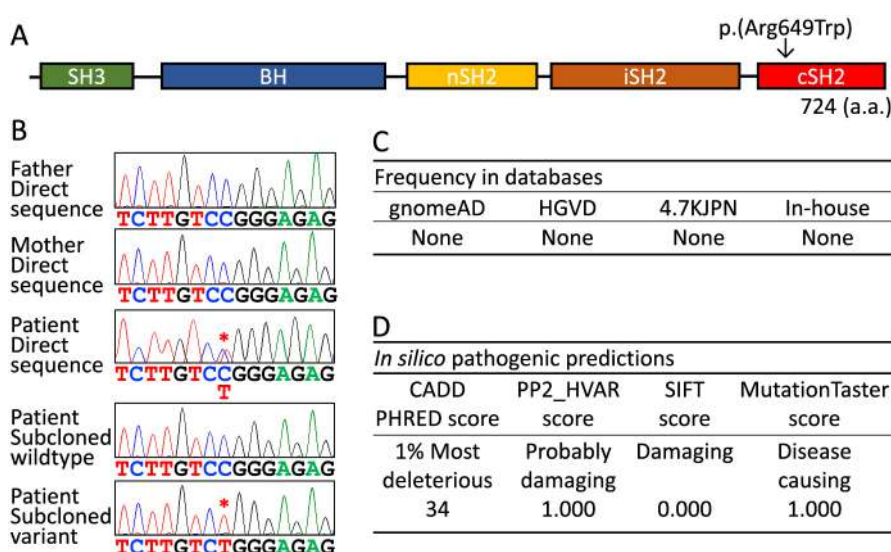 A
p.(Arg649Trp)
SH3 BH nSH2 iSH2 cSH2
724 (a.a.)
B
Father
Direct
sequence
TCTTGTCCGGGAGAG
Mother
Direct
sequence
TCTTGTCCGGGAGAG
Patient
Direct
sequence
*
TCTTGTCCGGGAGAG
T
Patient
Subcloned
wildtype
TCTTGTCCGGGAGAG
Patient
Subcloned
variant
*
TCTTGTCTGGGAGAG
C
Frequency in databases
gnomeAD HGVD 4.7KJPN In-house
None None None None
D
In silico pathogenic predictions
CADD PP2_HVAR SIFT MutationTaster
PHRED score score score score
1% Most Probably Damaging Disease
deleterious damaging causing
34 1.000 0.000 1.000